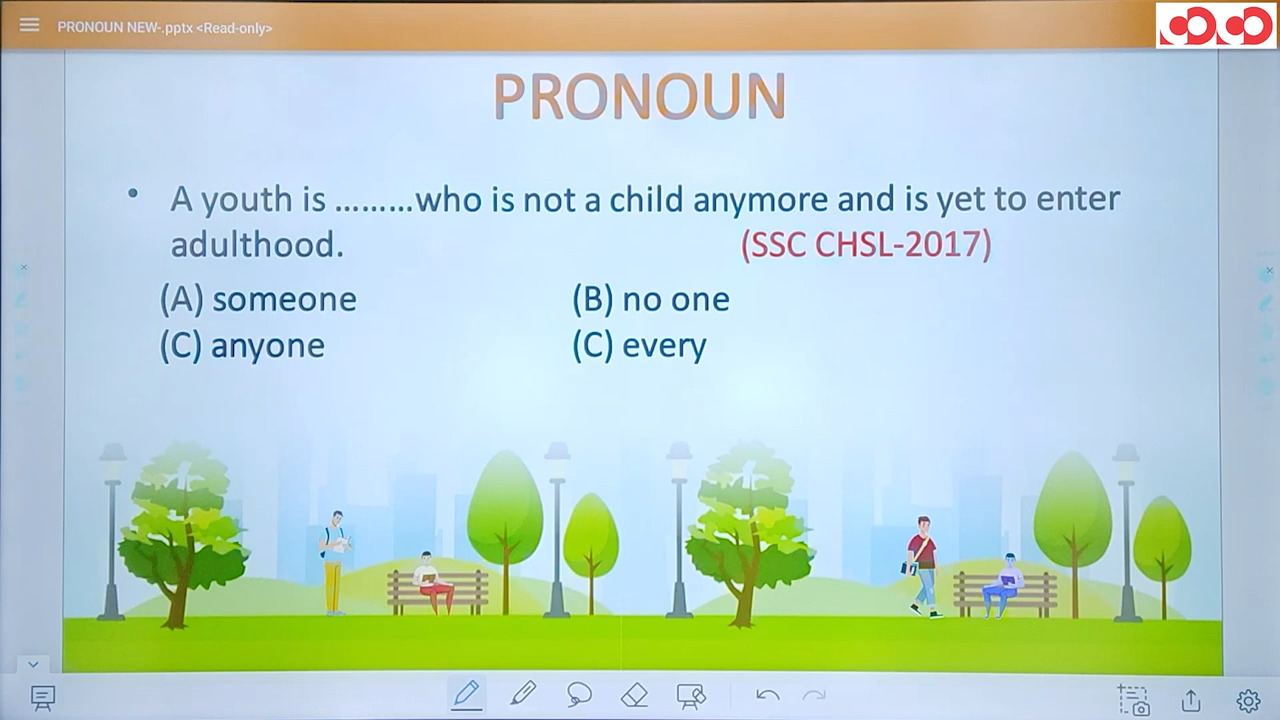 PRONOUN NEW-.pptx <Read-only>
PRONOUN
• A youth is .........who is not a child anymore and is yet to enter
adulthood. (SSC CHSL-2017)
(A) someone (B) no one
(C) anyone (C) every